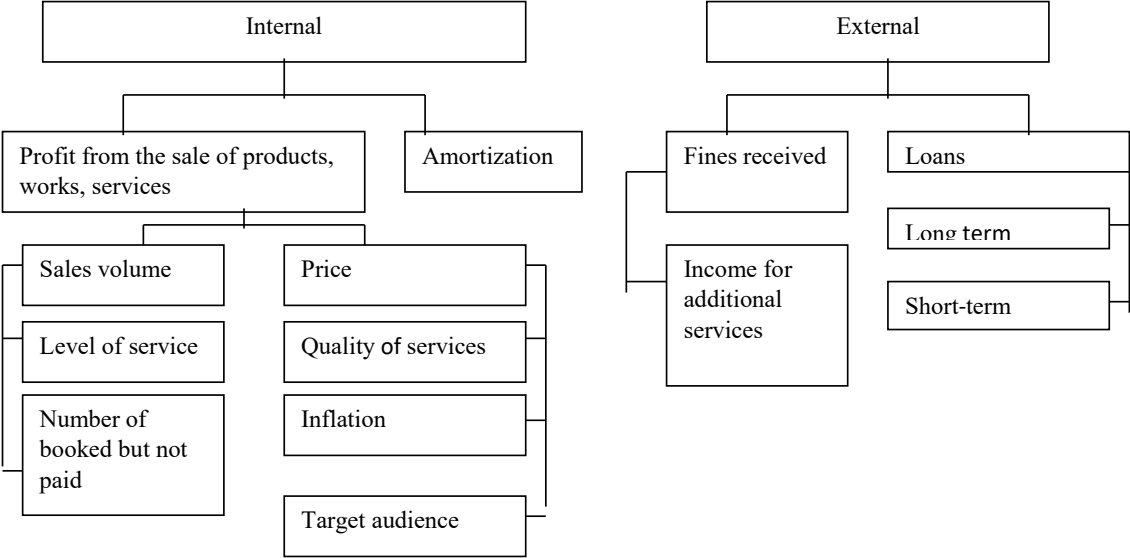 Internal
External
Profit from the sale of products,
works, services
Amortization
Fines received
Loans
Sales volume
Price
Level of service
Quality of services
Number of
booked but not
paid
Inflation
Target audience
Income for
additional
services
Long term
Short-term